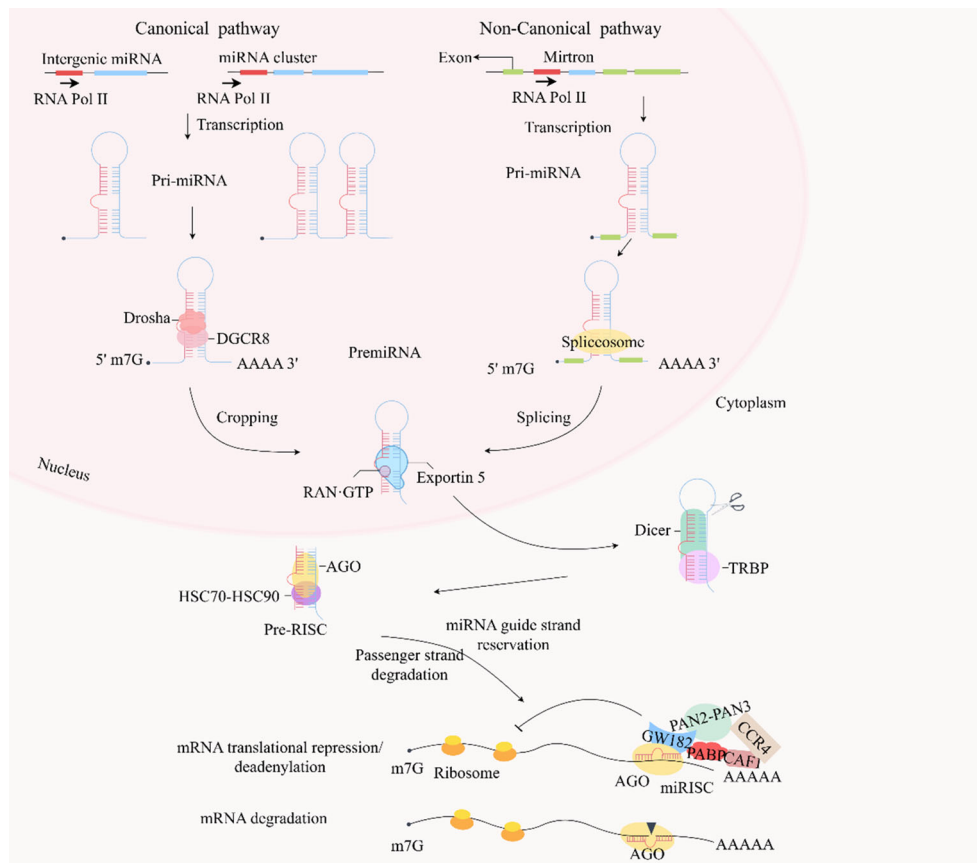 Canonical pathway
Non-Canonical pathway
Intergenic miRNA
miRNA cluster
Exon
Mirtron
RNA Pol II
RNA Pol II
RNA Pol II
Transcription
Transcription
Pri-miRNA
Pri-miRNA
Drosha
DGCR8
5' m7G
AAAA 3'
PremiRNA
Spliceosome
5' m7G
AAAA 3'
Cropping
Splicing
Cytoplasm
Nucleus
RAN·GTP
Exportin 5
Dicer
TRBP
AGO
HSC70-HSC90
Pre-RISC
miRNA guide strand
reservation
Passenger strand
degradation
mRNA translational repression/
deadenylation
m7G
Ribosome
GW182
PAN2-PAN3
CCR4
PABP
CAF1
AGO
miRISC
AAAAA
mRNA degradation
m7G
AGO
AAAAA